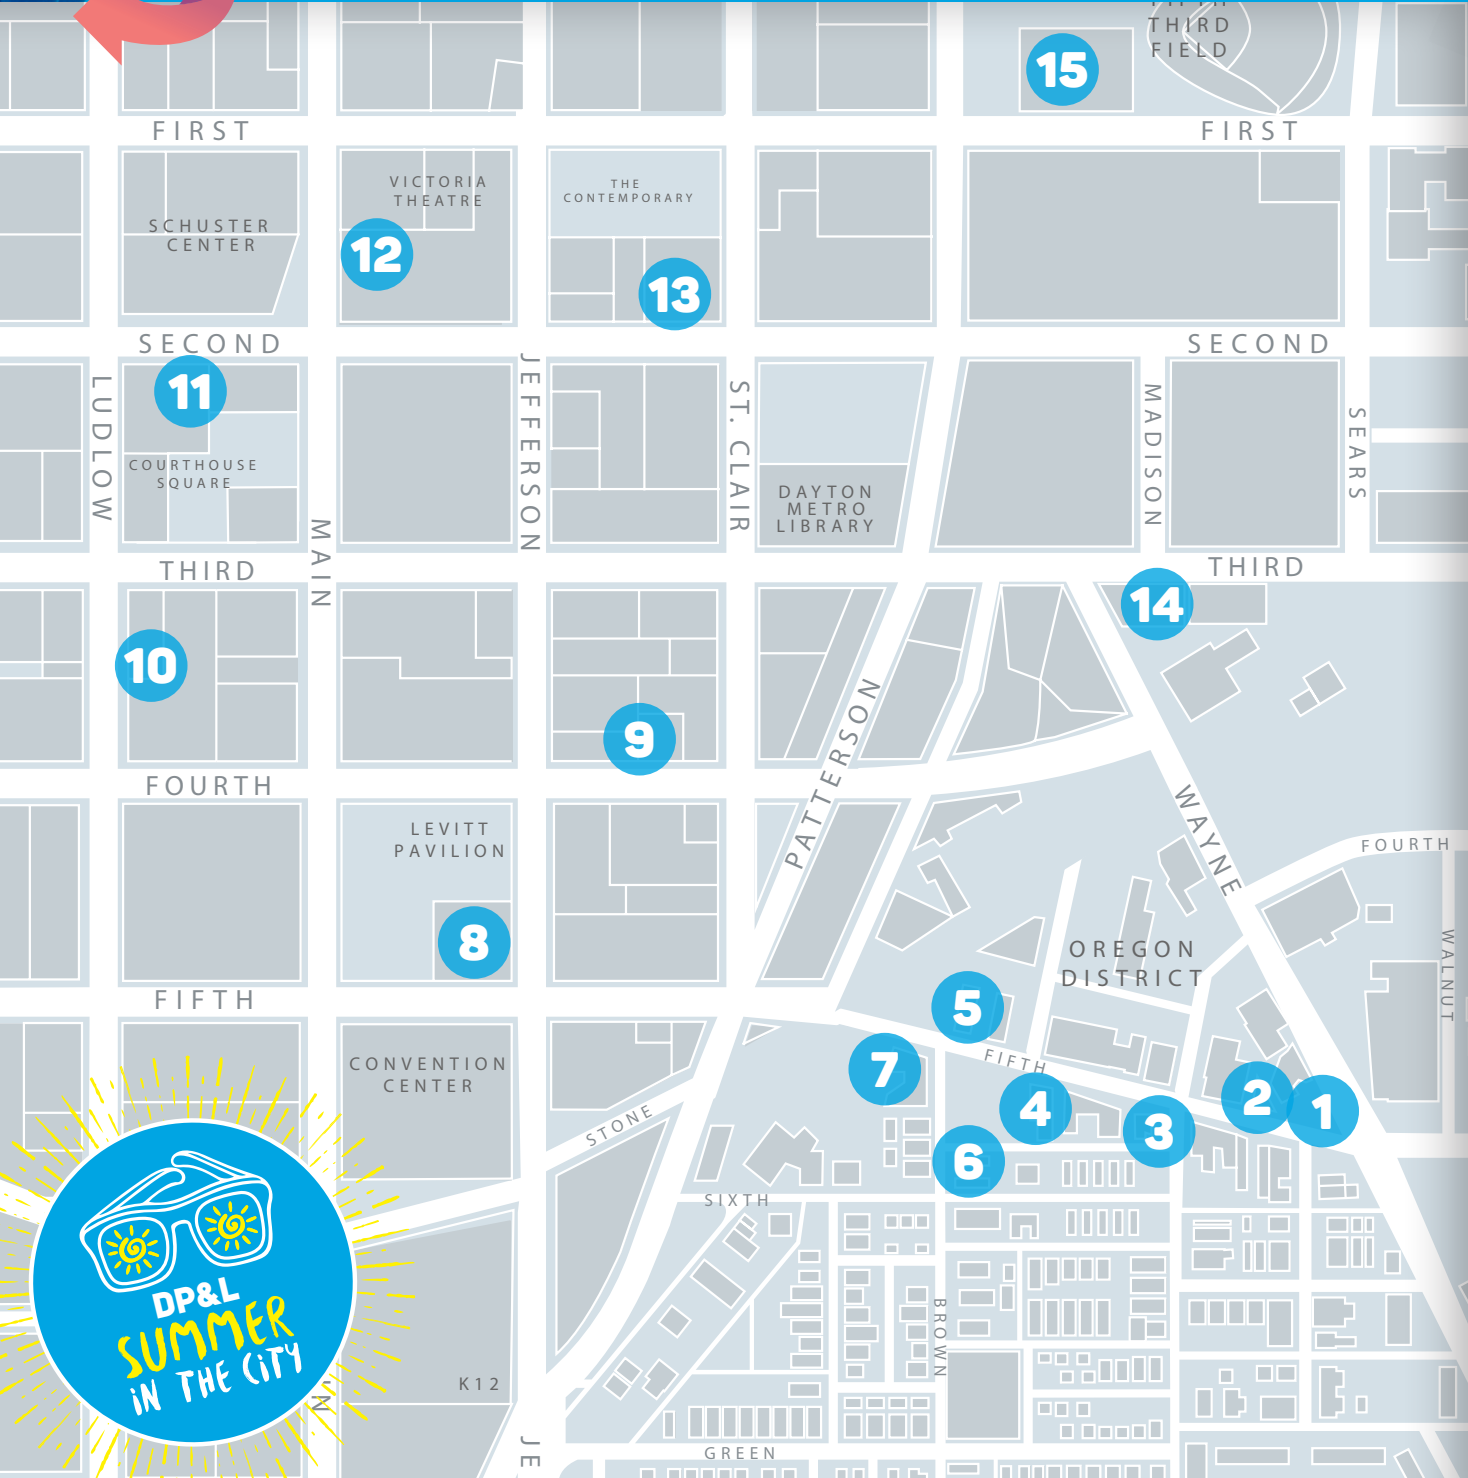 FIFTH
THIRD
FIELD
15
FIRST
FIRST
SCHUSTER
CENTER
VICTORIA
THEATRE
12
THE
CONTEMPORARY
13
SECOND
SECOND
11
LUDLOW
COURTHOUSE
SQUARE
MAIN
JEFFERSON
ST. CLAIR
DAYTON
METRO
LIBRARY
MADISON
SEARS
THIRD
THIRD
14
10
9
PATTERSON
WAYNE
FOURTH
FOURTH
LEVITT
PAVILION
8
OREGON
DISTRICT
WALNUT
5
FIFTH
FIFTH
7
4
3
2
1
6
CONVENTION
CENTER
STONE
SIXTH
BROWN
DP&L
SUMMER
IN THE CITY
K12
N
JE
GREEN